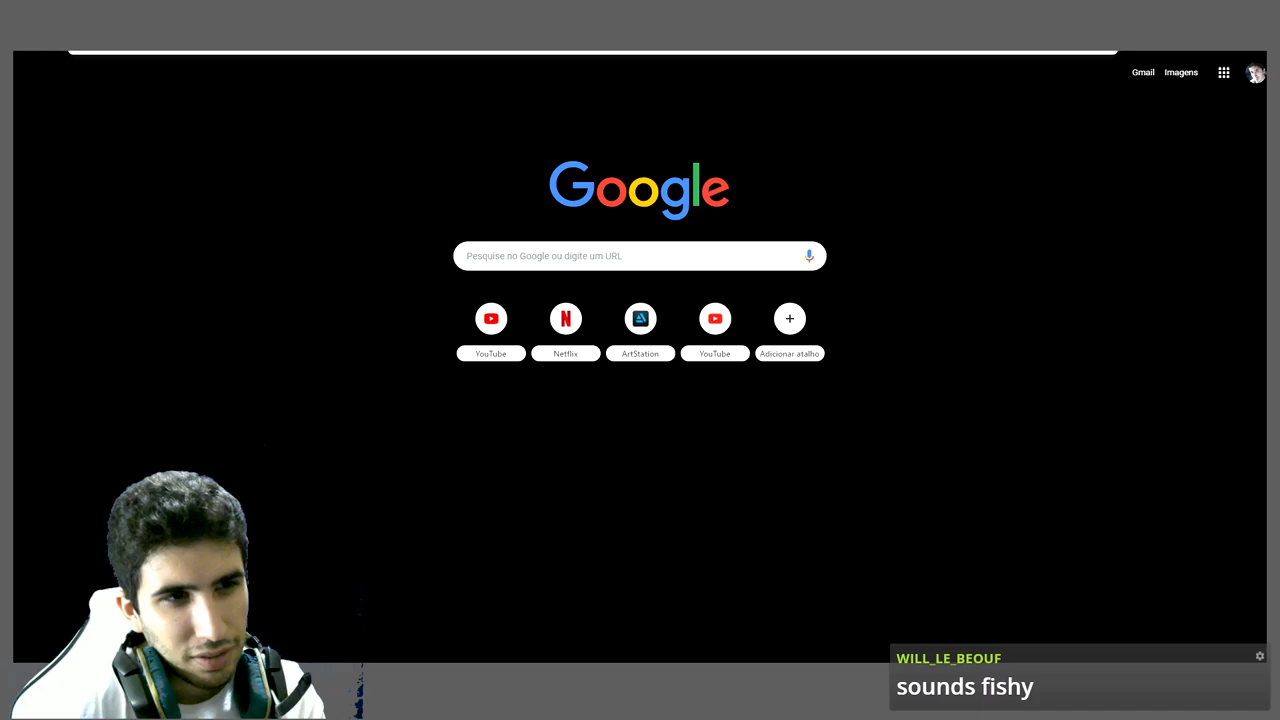 Gmail Imagens
Google
Pesquise no Google ou digite um URL
N
YouTube Netflix ArtStation YouTube Adicionar atalho
WILL_LE_BEOUF
sounds fishy